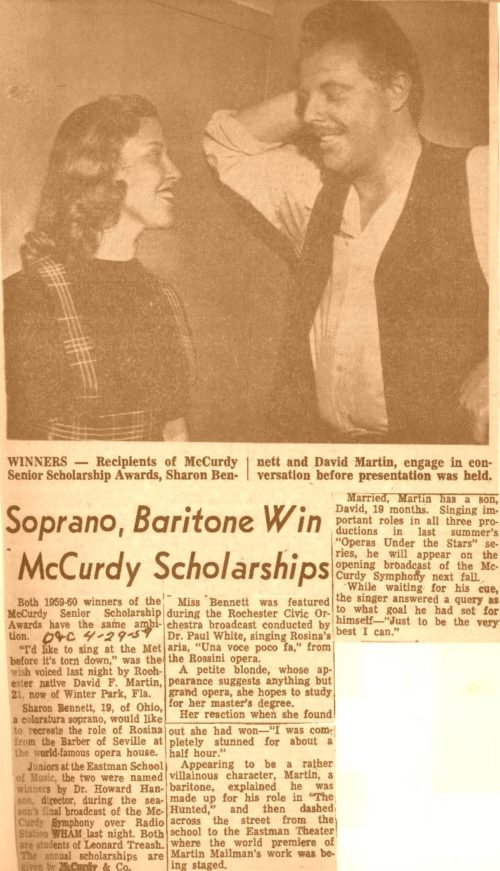 WINNERS — Recipients of McCurdy
Senior Scholarship Awards, Sharon Ben-
nett and David Martin, engage in con-
versation before presentation was held.
Soprano, Baritone Win
McCurdy Scholarships
Both 1959-60 winners of the
McCurdy Senior Scholarship
Awards have the same ambi-
tion. D&C 4-29-59
"I'd like to sing at the Met
before it's torn down," was the
wish voiced last night by Roch-
ester native David F. Martin,
21, now of Winter Park, Fla.
Sharon Bennett, 19, of Ohio,
a coloratura soprano, would like
to recreate the role of Rosina
from the Barber of Seville at
the world-famous opera house.
Juniors at the Eastman School
of Music, the two were named
winners by Dr. Howard Han-
son, director, during the sea-
son's final broadcast of the Mc-
Curdy Symphony over Radio
Station WHAM last night. Both
are students of Leonard Treash.
The annual scholarships are
given by McCurdy & Co.
Miss Bennett was featured
during the Rochester Civic Or-
chestra broadcast conducted by
Dr. Paul White, singing Rosina's
aria, "Una voce poco fa," from
the Rossini opera.
A petite blonde, whose ap-
pearance suggests anything but
grand opera, she hopes to study
for her master's degree.
Her reaction when she found
out she had won—"I was com-
pletely stunned for about a
half hour."
Appearing to be a rather
villainous character, Martin, a
baritone, explained he was
made up for his role in "The
Hunted," and then dashed
across the street from the
school to the Eastman Theater
where the world premiere of
Martin Mailman's work was be-
ing staged.
Married, Martin has a son,
David, 19 months. Singing im-
portant roles in all three pro-
ductions in last summer's
"Operas Under the Stars" se-
ries, he will appear on the
opening broadcast of the Mc-
Curdy Symphony next fall.
While waiting for his cue,
the singer answered a query as
to what goal he had set for
himself—"Just to be the very
best I can."